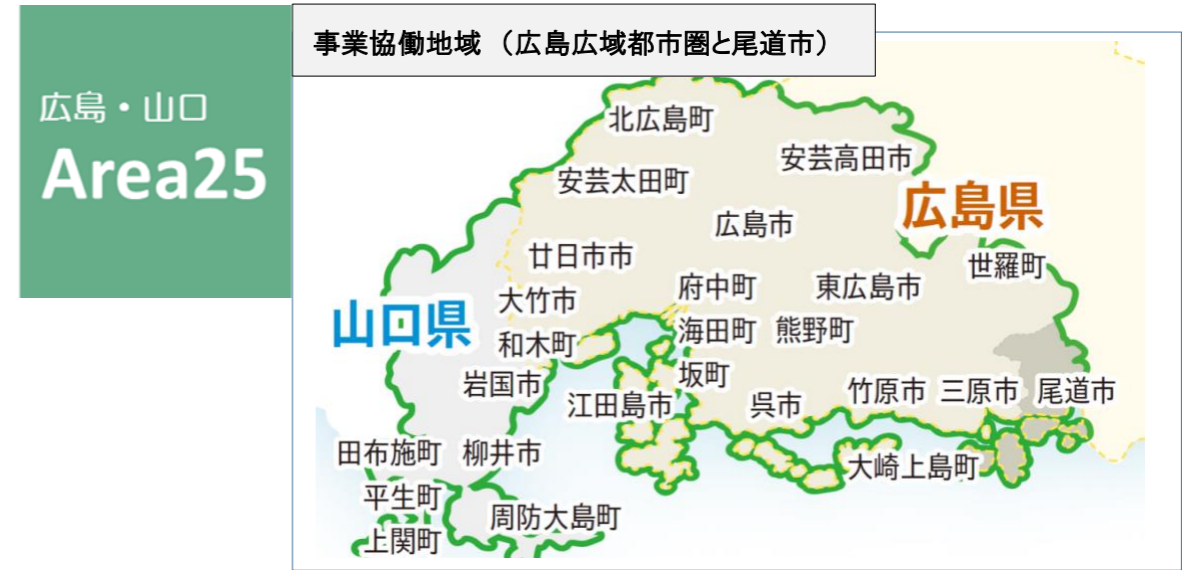 広島・山口
Area25
事業協働地域 （広島広域都市圏と尾道市）
北広島町
安芸高田市
安芸太田町
広島県
広島市
廿日市市
世羅町
府中町
東広島市
大竹市
山口県
海田町
熊野町
和木町
坂町
岩国市
江田島市
呉市
竹原市
三原市
尾道市
田布施町
柳井市
大崎上島町
平生町
周防大島町
上関町